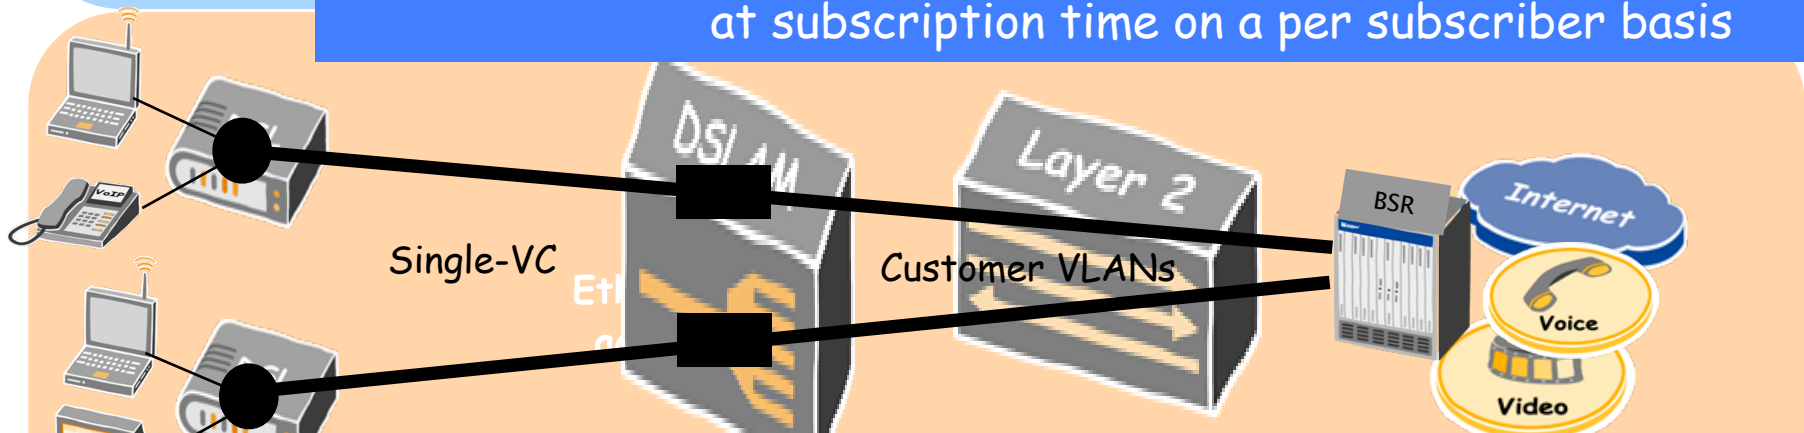 at subscription time on a per subscriber basis
DSLAM
Layer 2
VoIP
BSR
Internet
Single-VC
Customer VLANs
Voice
Video